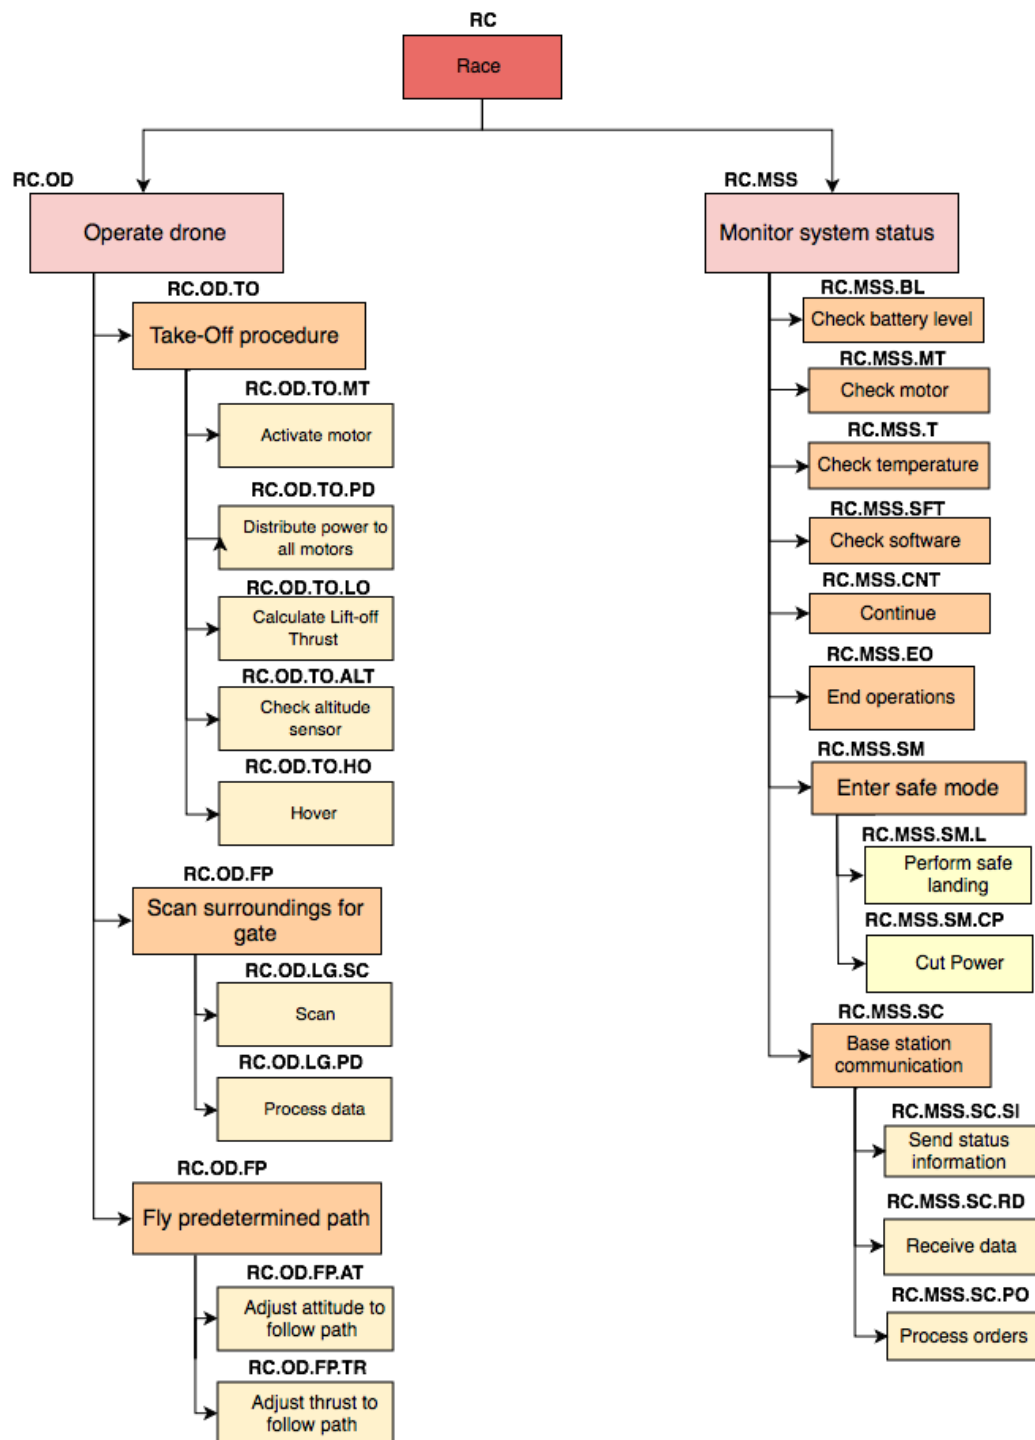 RC
Race
RC.OD
Operate drone
RC.OD.TO
Take-Off procedure
RC.OD.TO.MT
Activate motor
RC.OD.TO.PD
Distribute power to
all motors
RC.OD.TO.LO
Calculate Lift-off
Thrust
RC.OD.TO.ALT
Check altitude
sensor
RC.OD.TO.HO
Hover
RC.OD.FP
Scan surroundings for
gate
RC.OD.LG.SC
Scan
RC.OD.LG.PD
Process data
RC.OD.FP
Fly predetermined path
RC.OD.FP.AT
Adjust attitude to
follow path
RC.OD.FP.TR
Adjust thrust to
follow path
RC.MSS
Monitor system status
RC.MSS.BL
Check battery level
RC.MSS.MT
Check motor
RC.MSS.T
Check temperature
RC.MSS.SFT
Check software
RC.MSS.CNT
Continue
RC.MSS.EO
End operations
RC.MSS.SM
Enter safe mode
RC.MSS.SM.L
Perform safe
landing
RC.MSS.SM.CP
Cut Power
RC.MSS.SC
Base station
communication
RC.MSS.SC.SI
Send status
information
RC.MSS.SC.RD
Receive data
RC.MSS.SC.PO
Process orders